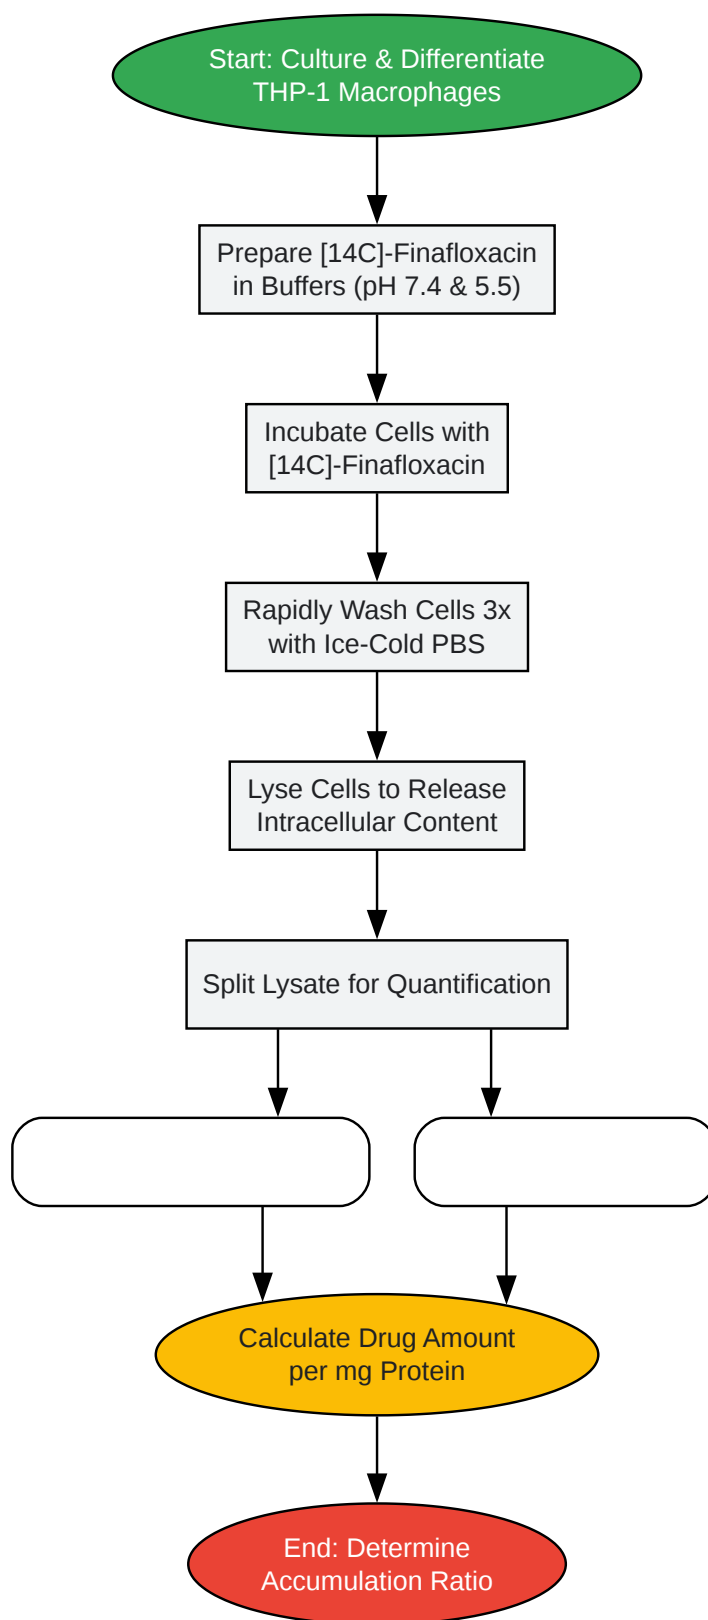 Start: Culture & Differentiate
THP-1 Macrophages
Prepare [14C]-Finafloxacin
in Buffers (pH 7.4 & 5.5)
Incubate Cells with
[14C]-Finafloxacin
Rapidly Wash Cells 3x
with Ice-Cold PBS
Lyse Cells to Release
Intracellular Content
Split Lysate for Quantification
Calculate Drug Amount
per mg Protein
End: Determine
Accumulation Ratio